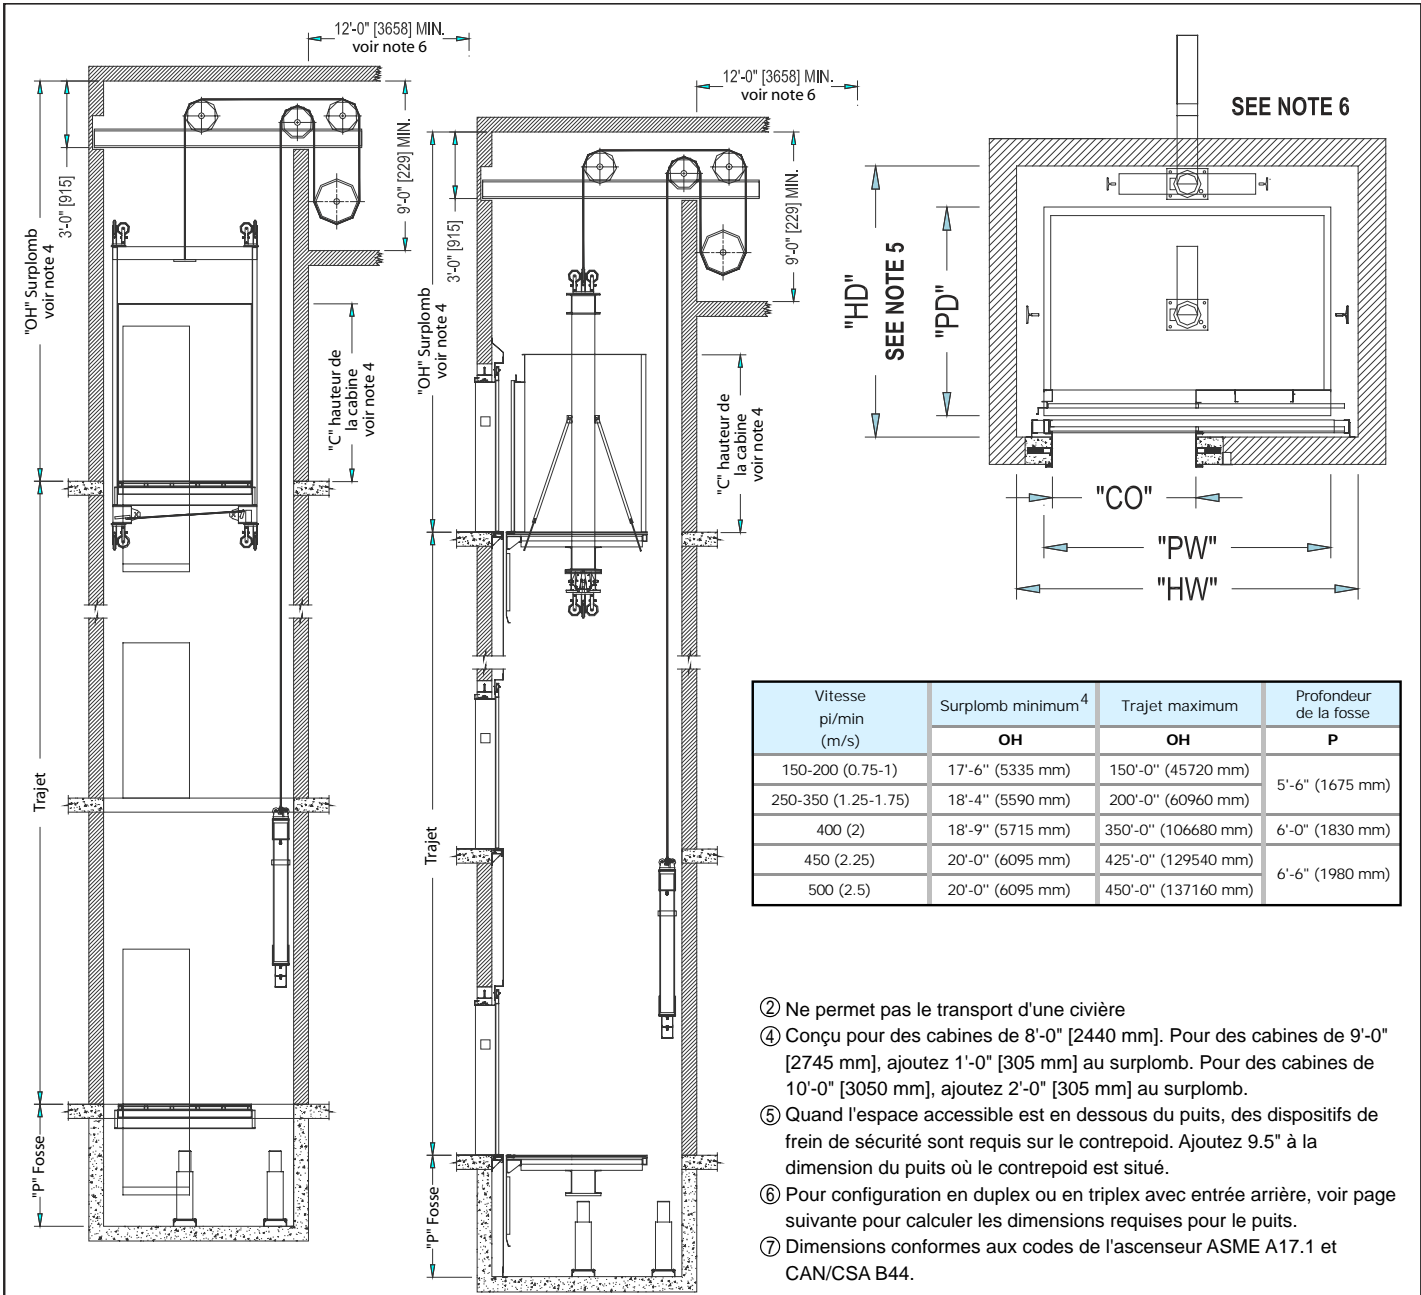 12'-0" [3658] MIN.
voir note 6
"OH" Surplomb
voir note 4
3'-0" [915]
9'-0" [229] MIN.
"C" hauteur de
la cabine
voir note 4
Trajet
"P" Fosse
12'-0" [3658] MIN.
voir note 6
"OH" Surplomb
voir note 4
3'-0" [915]
9'-0" [229] MIN.
"C" hauteur de
la cabine
voir note 4
Trajet
"P" Fosse
SEE NOTE 6
"HD"
SEE NOTE 5
"PD"
"CO"
"PW"
"HW"
Vitesse
pi/min
(m/s)
Surplomb minimum4
Trajet maximum
Profondeur
de la fosse
OH
OH
P
150-200 (0.75-1) 17'-6" (5335 mm) 150'-0" (45720 mm)
5'-6" (1675 mm)
250-350 (1.25-1.75) 18'-4" (5590 mm) 200'-0" (60960 mm)
400 (2) 18'-9" (5715 mm) 350'-0" (106680 mm) 6'-0" (1830 mm)
450 (2.25) 20'-0" (6095 mm) 425'-0" (129540 mm)
6'-6" (1980 mm)
500 (2.5) 20'-0" (6095 mm) 450'-0" (137160 mm)
② Ne permet pas le transport d'une civière
④ Conçu pour des cabines de 8'-0" [2440 mm]. Pour des cabines de 9'-0"
[2745 mm], ajoutez 1'-0" [305 mm] au surplomb. Pour des cabines de
10'-0" [3050 mm], ajoutez 2'-0" [305 mm] au surplomb.
⑤ Quand l'espace accessible est en dessous du puits, des dispositifs de
frein de sécurité sont requis sur le contrepoid. Ajoutez 9.5" à la
dimension du puits où le contrepoid est situé.
⑥ Pour configuration en duplex ou en triplex avec entrée arrière, voir page
suivante pour calculer les dimensions requises pour le puits.
⑦ Dimensions conformes aux codes de l'ascenseur ASME A17.1 et
CAN/CSA B44.